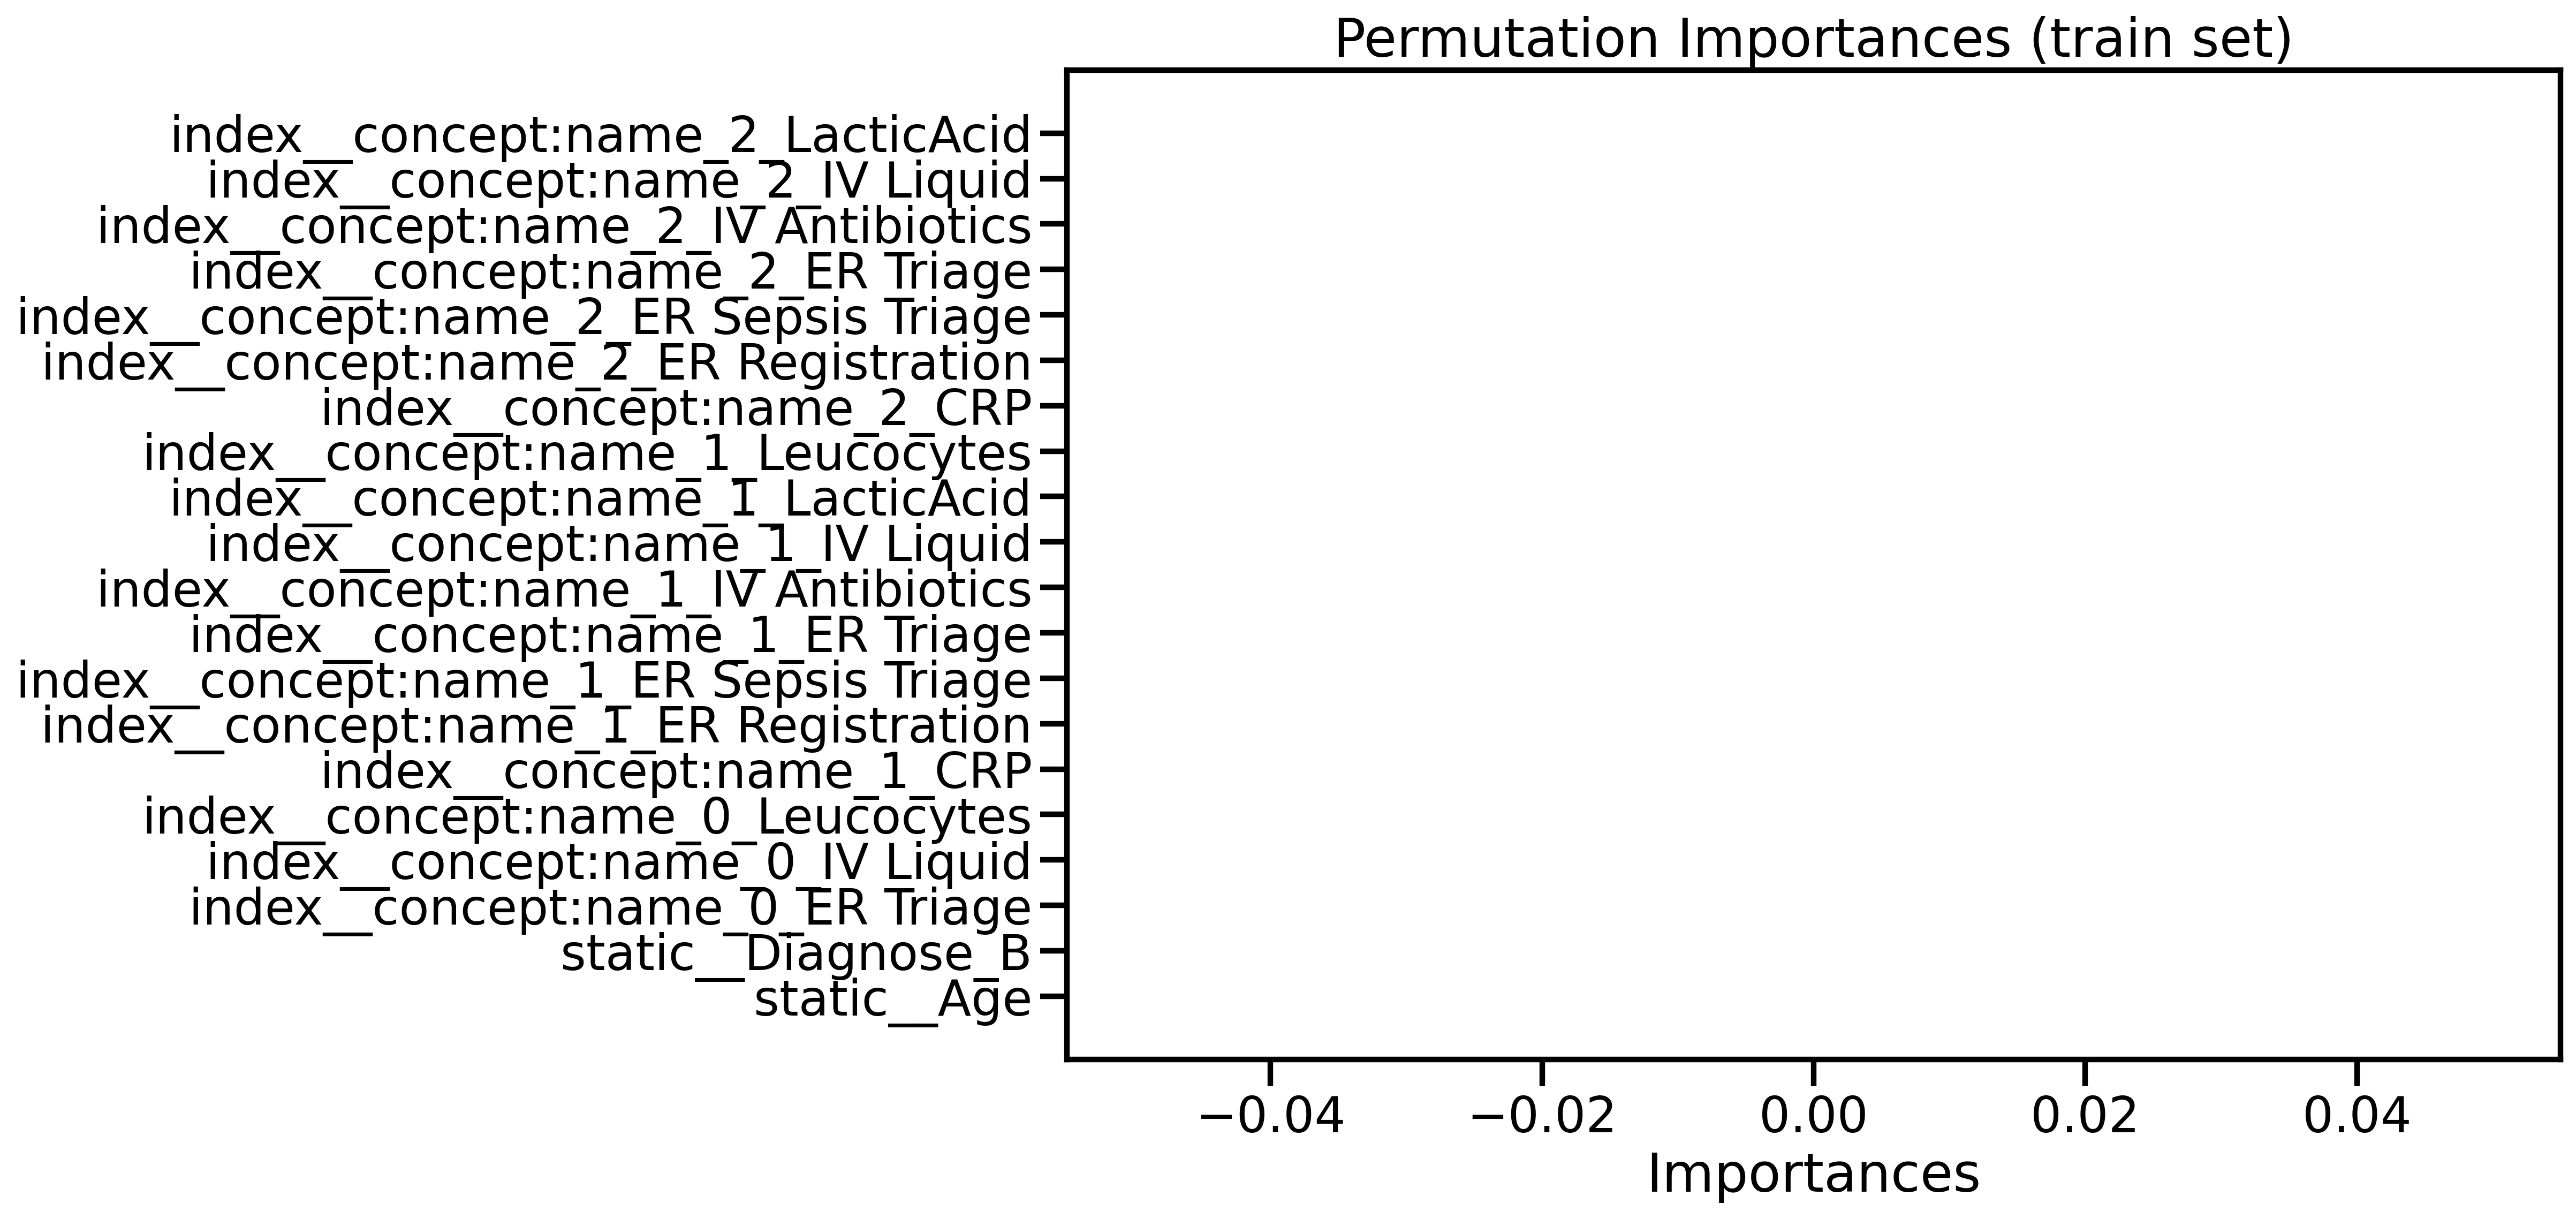 Permutation Importances (train set)
index__concept:name_2_LacticAcid
index__concept:name_2_IV Liquid
index__concept:name_2_IV Antibiotics
index__concept:name_2_ER Triage
index__concept:name_2_ER Sepsis Triage
index__concept:name_2_ER Registration
index__concept:name_2_CRP
index__concept:name_1_Leucocytes
index__concept:name_1_LacticAcid
index__concept:name_1_IV Liquid
index__concept:name_1_IV Antibiotics
index__concept:name_1_ER Triage
index__concept:name_1_ER Sepsis Triage
index__concept:name_1_ER Registration
index__concept:name_1_CRP
index__concept:name_0_Leucocytes
index__concept:name_0_IV Liquid
index__concept:name_0_ER Triage
static__Diagnose_B
static__Age
−0.04 −0.02 0.00 0.02 0.04
Importances